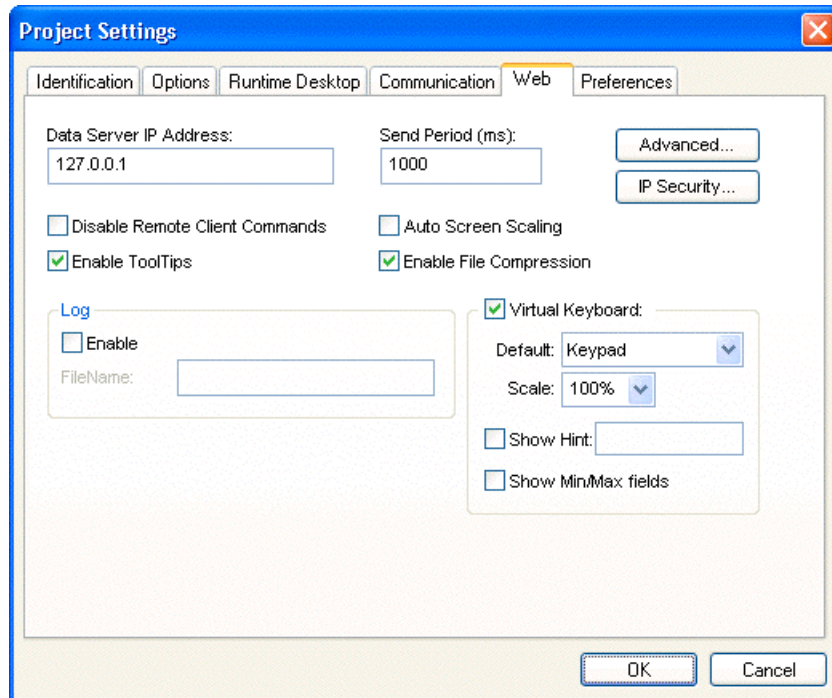 Project Settings
Identification Options Runtime Desktop Communication Web Preferences
Data Server IP Address: Send Period (ms):
127.0.0.1 1000 Advanced...
IP Security...
Disable Remote Client Commands Auto Screen Scaling
Enable ToolTips Enable File Compression
Log Virtual Keyboard:
Enable
Default: Keypad
FileName:
Scale: 100%
Show Hint:
Show Min/Max fields
OK Cancel